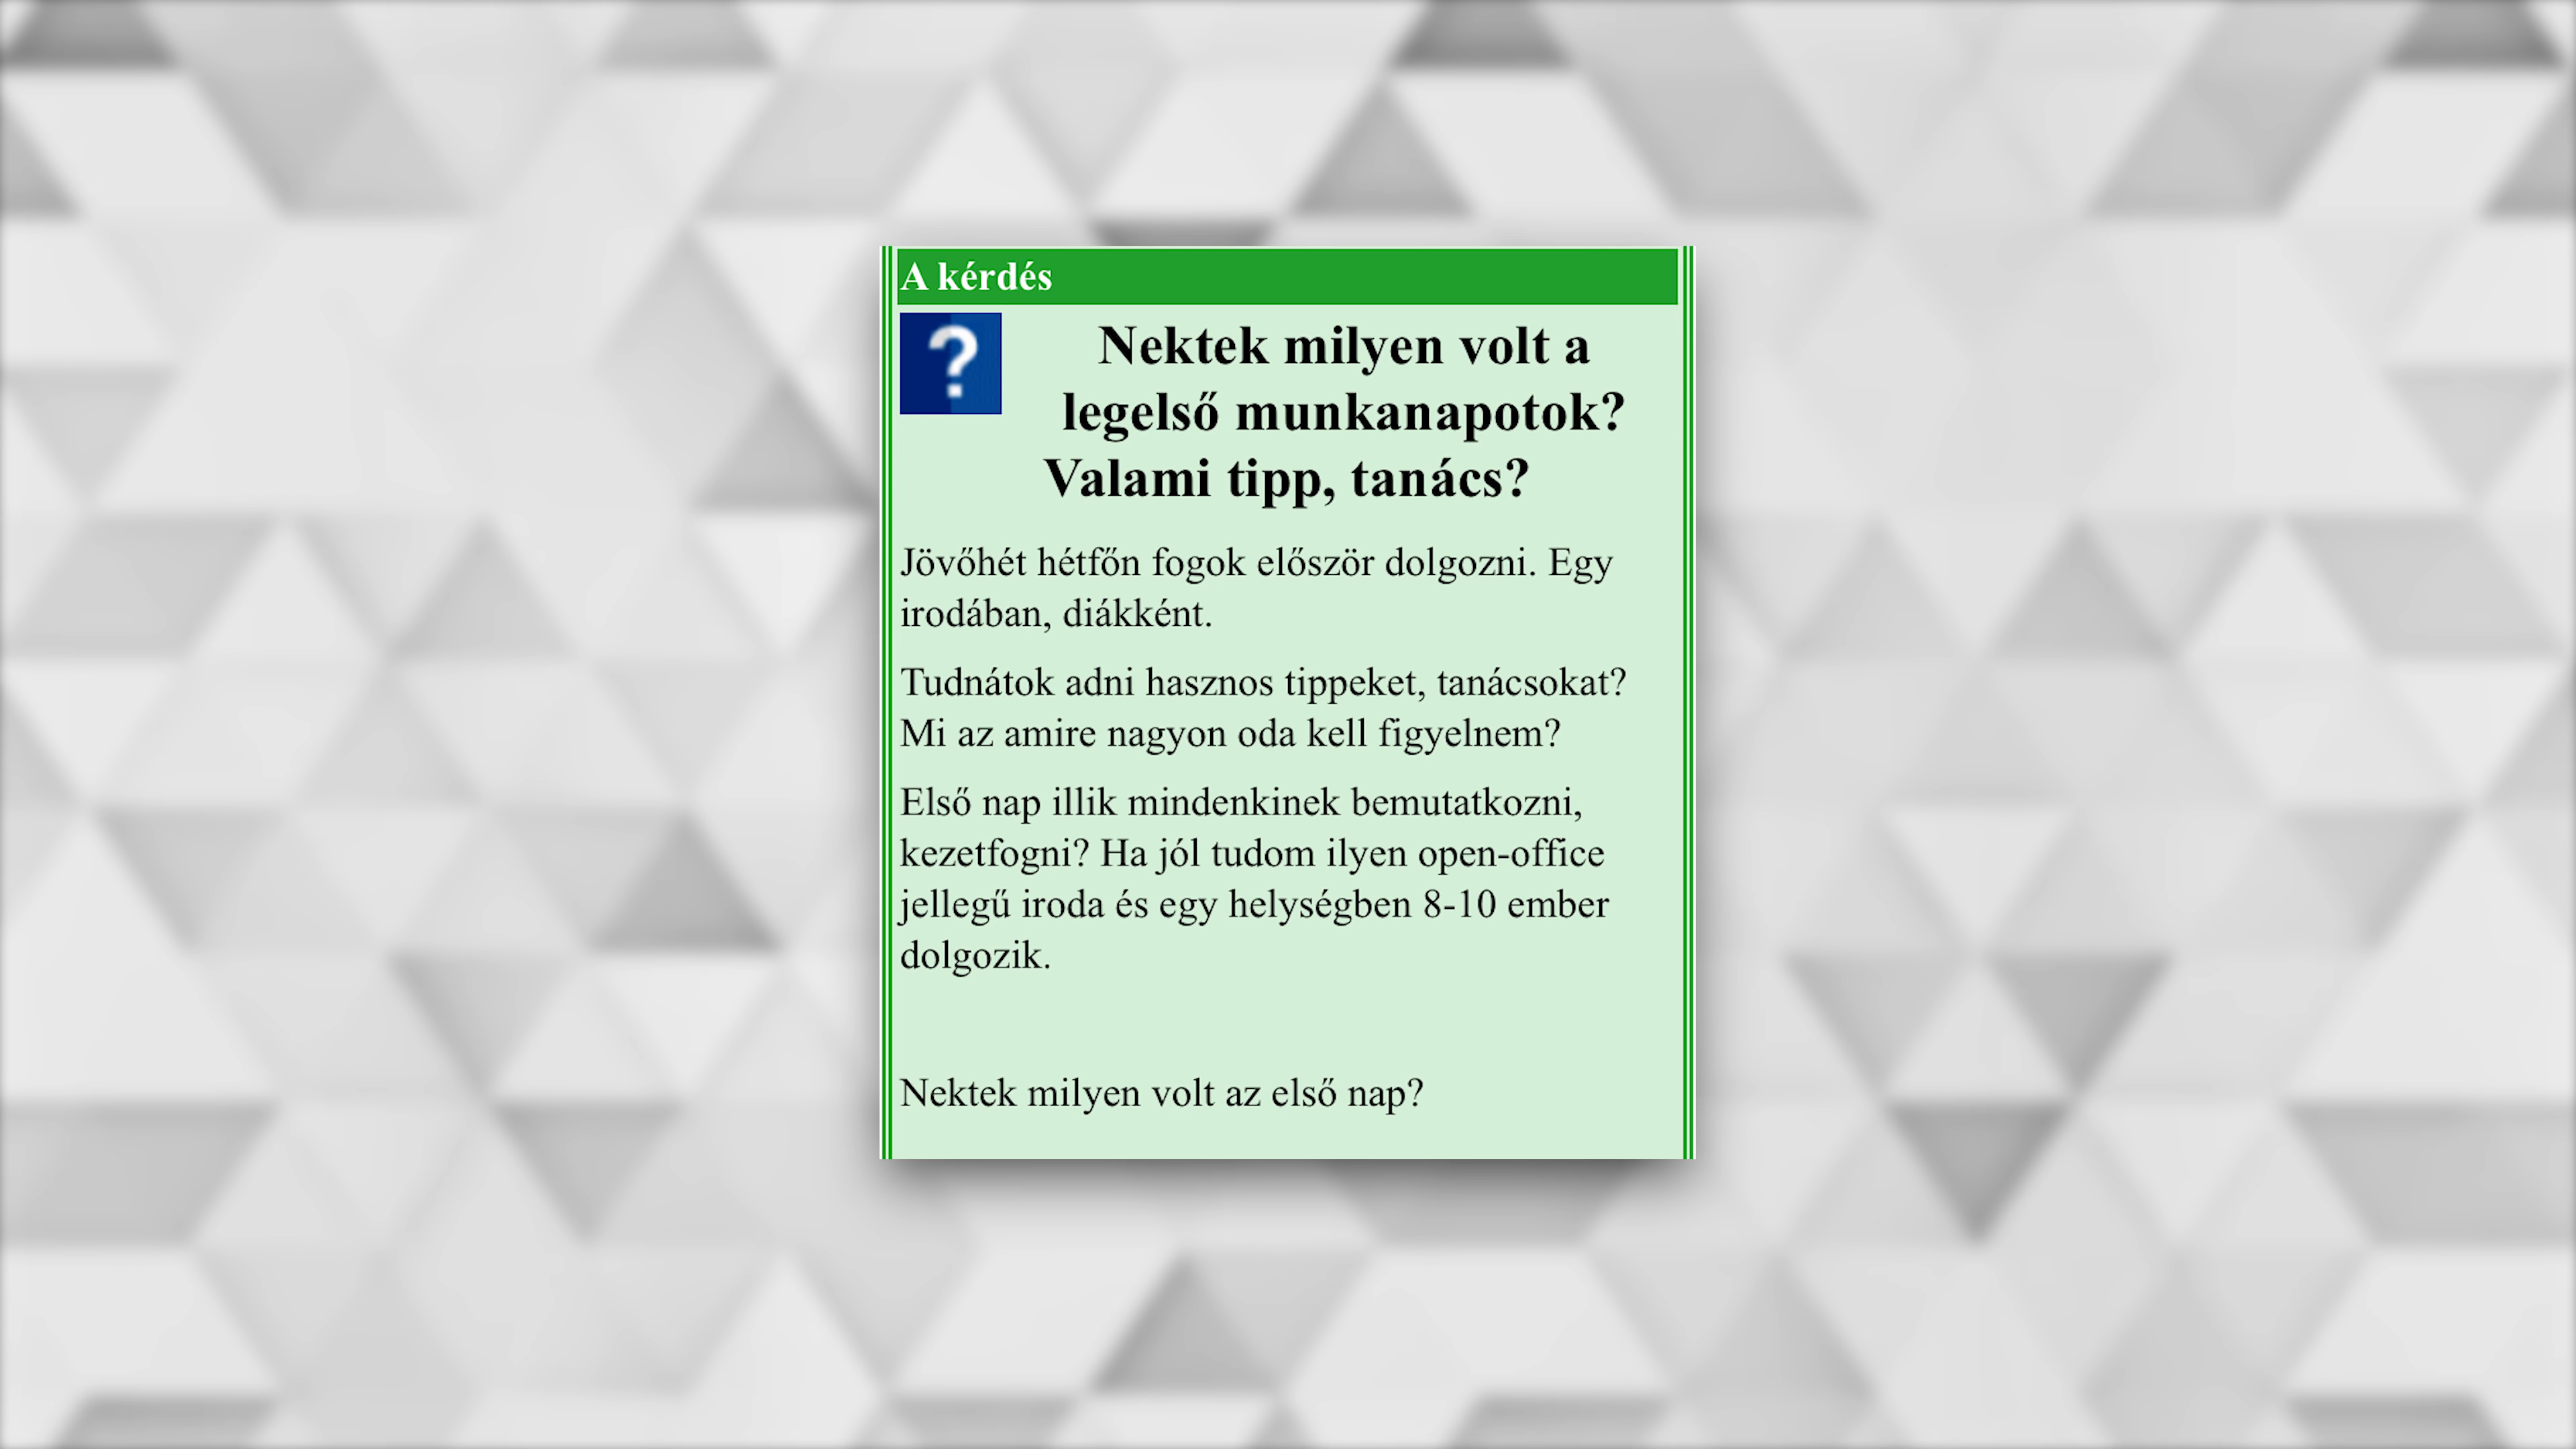 A kérdés
?
Nektek milyen volt a
legelső munkanapotok?
Valami tipp, tanács?
Jövőhét hétfőn fogok először dolgozni. Egy
irodában, diákként.
Tudnátok adni hasznos tippeket, tanácsokat?
Mi az amire nagyon oda kell figyelnem?
Első nap illik mindenkinek bemutatkozni,
kezetfogni? Ha jól tudom ilyen open-office
jellegű iroda és egy helységben 8-10 ember
dolgozik.
Nektek milyen volt az első nap?